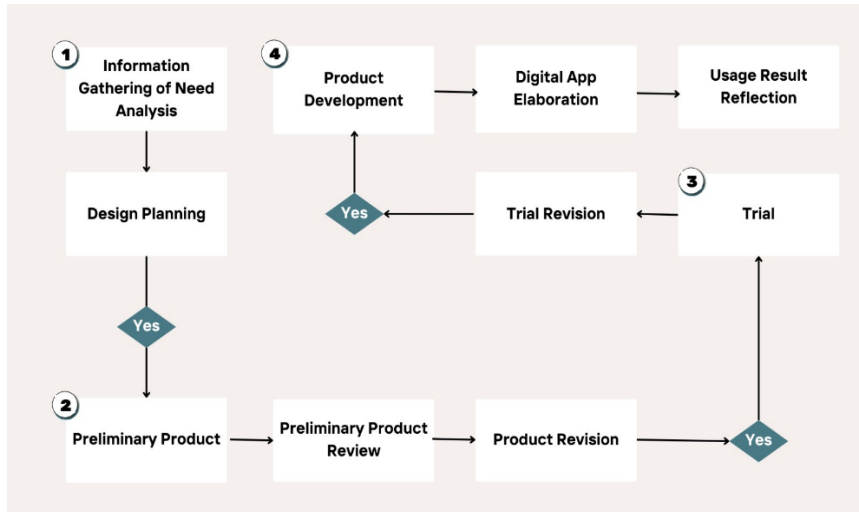 1
Information
Gathering of Need
Analysis
Design Planning
Yes
2
Preliminary Product
Preliminary Product
Review
Product Revision
Yes
3
Trial
Trial Revision
Yes
4
Product
Development
Digital App
Elaboration
Usage Result
Reflection